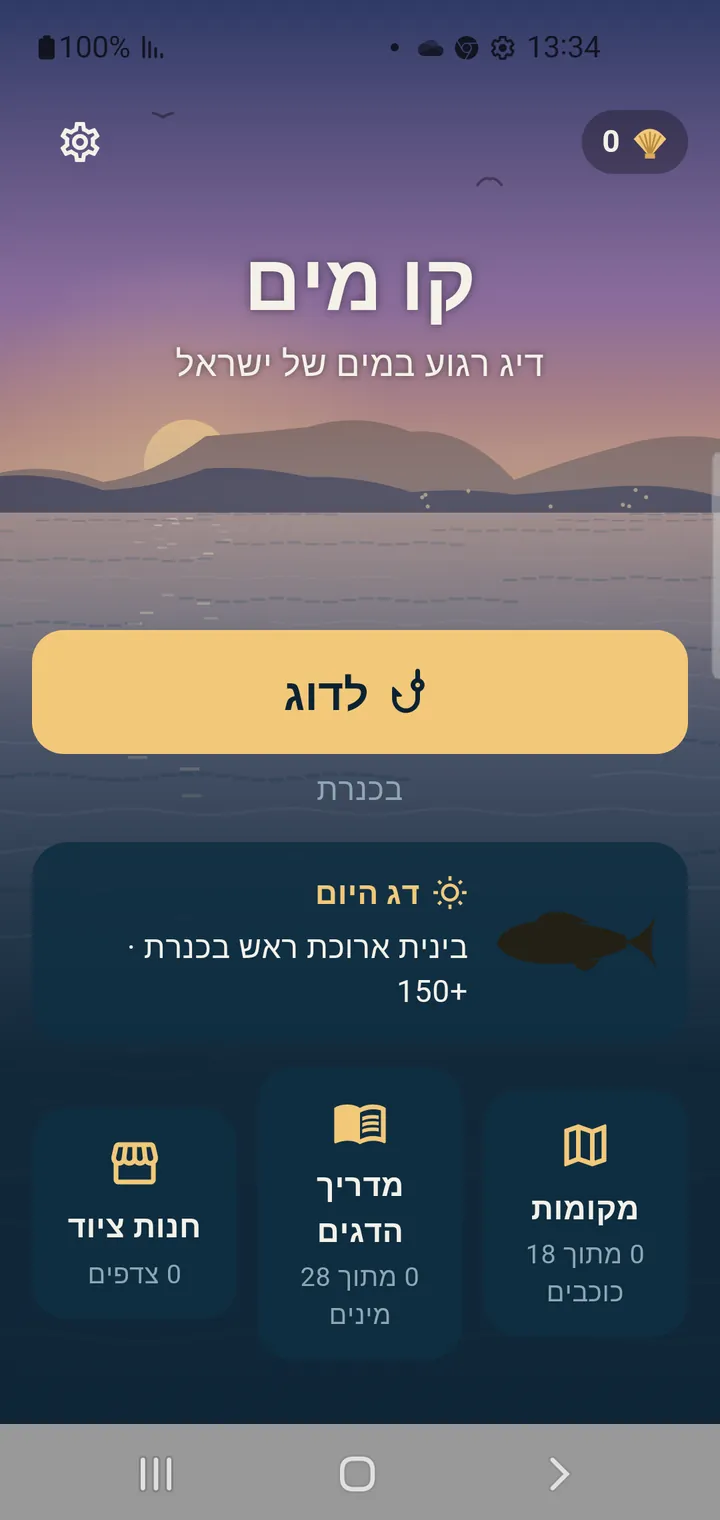 100% 13:34
0
קו מים
דיג רגוע במים של ישראל
לדוג
בכנרת
דג היום
בינית ארוכת ראש בכנרת ·
+150
מקומות
0 מתוך 18
כוכבים
מדריך
הדגים
0 מתוך 28
מינים
חנות ציוד
0 צדפים